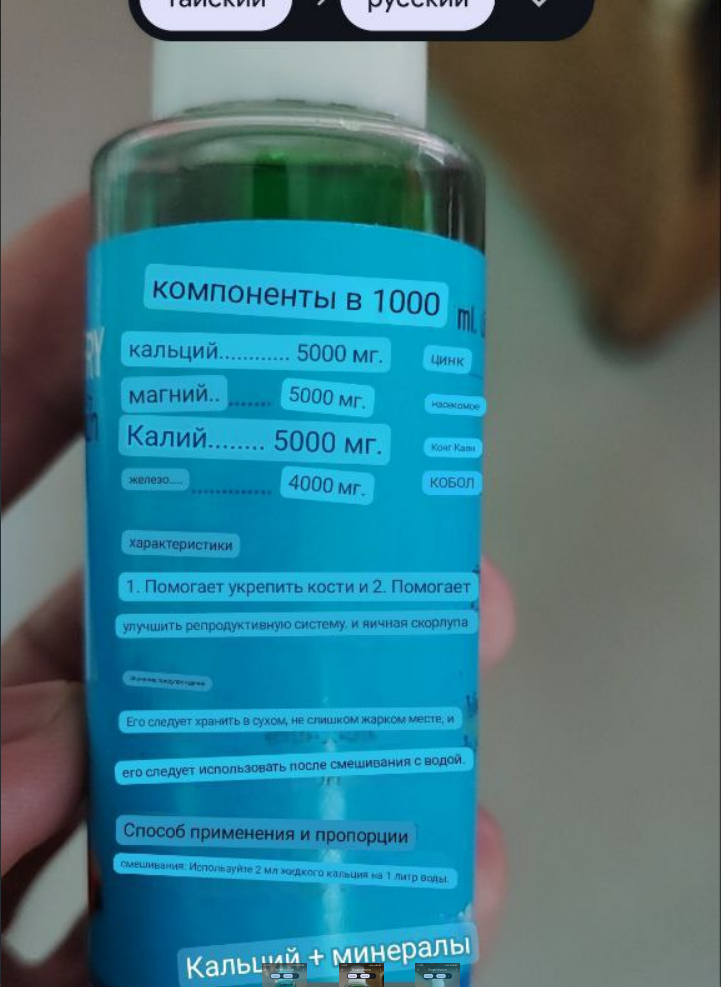 тайский
русский
компоненты в 1000
ml.
кальций............ 5000 мг.
цинк
магний.. ....... 5000 мг.
насекомое
Калий........ 5000 мг.
Конг Каен
железо..... 4000 мг.
КОБОЛ
характеристики
1. Помогает укрепить кости и 2. Помогает
улучшить репродуктивную систему. и яичная скорлупа
Его следует хранить в сухом, не слишком жарком месте, и
его следует использовать после смешивания с водой.
Способ применения и пропорции
смешивания: Используйте 2 мл жидкого кальция на 1 литр воды.
Кальций + минералы